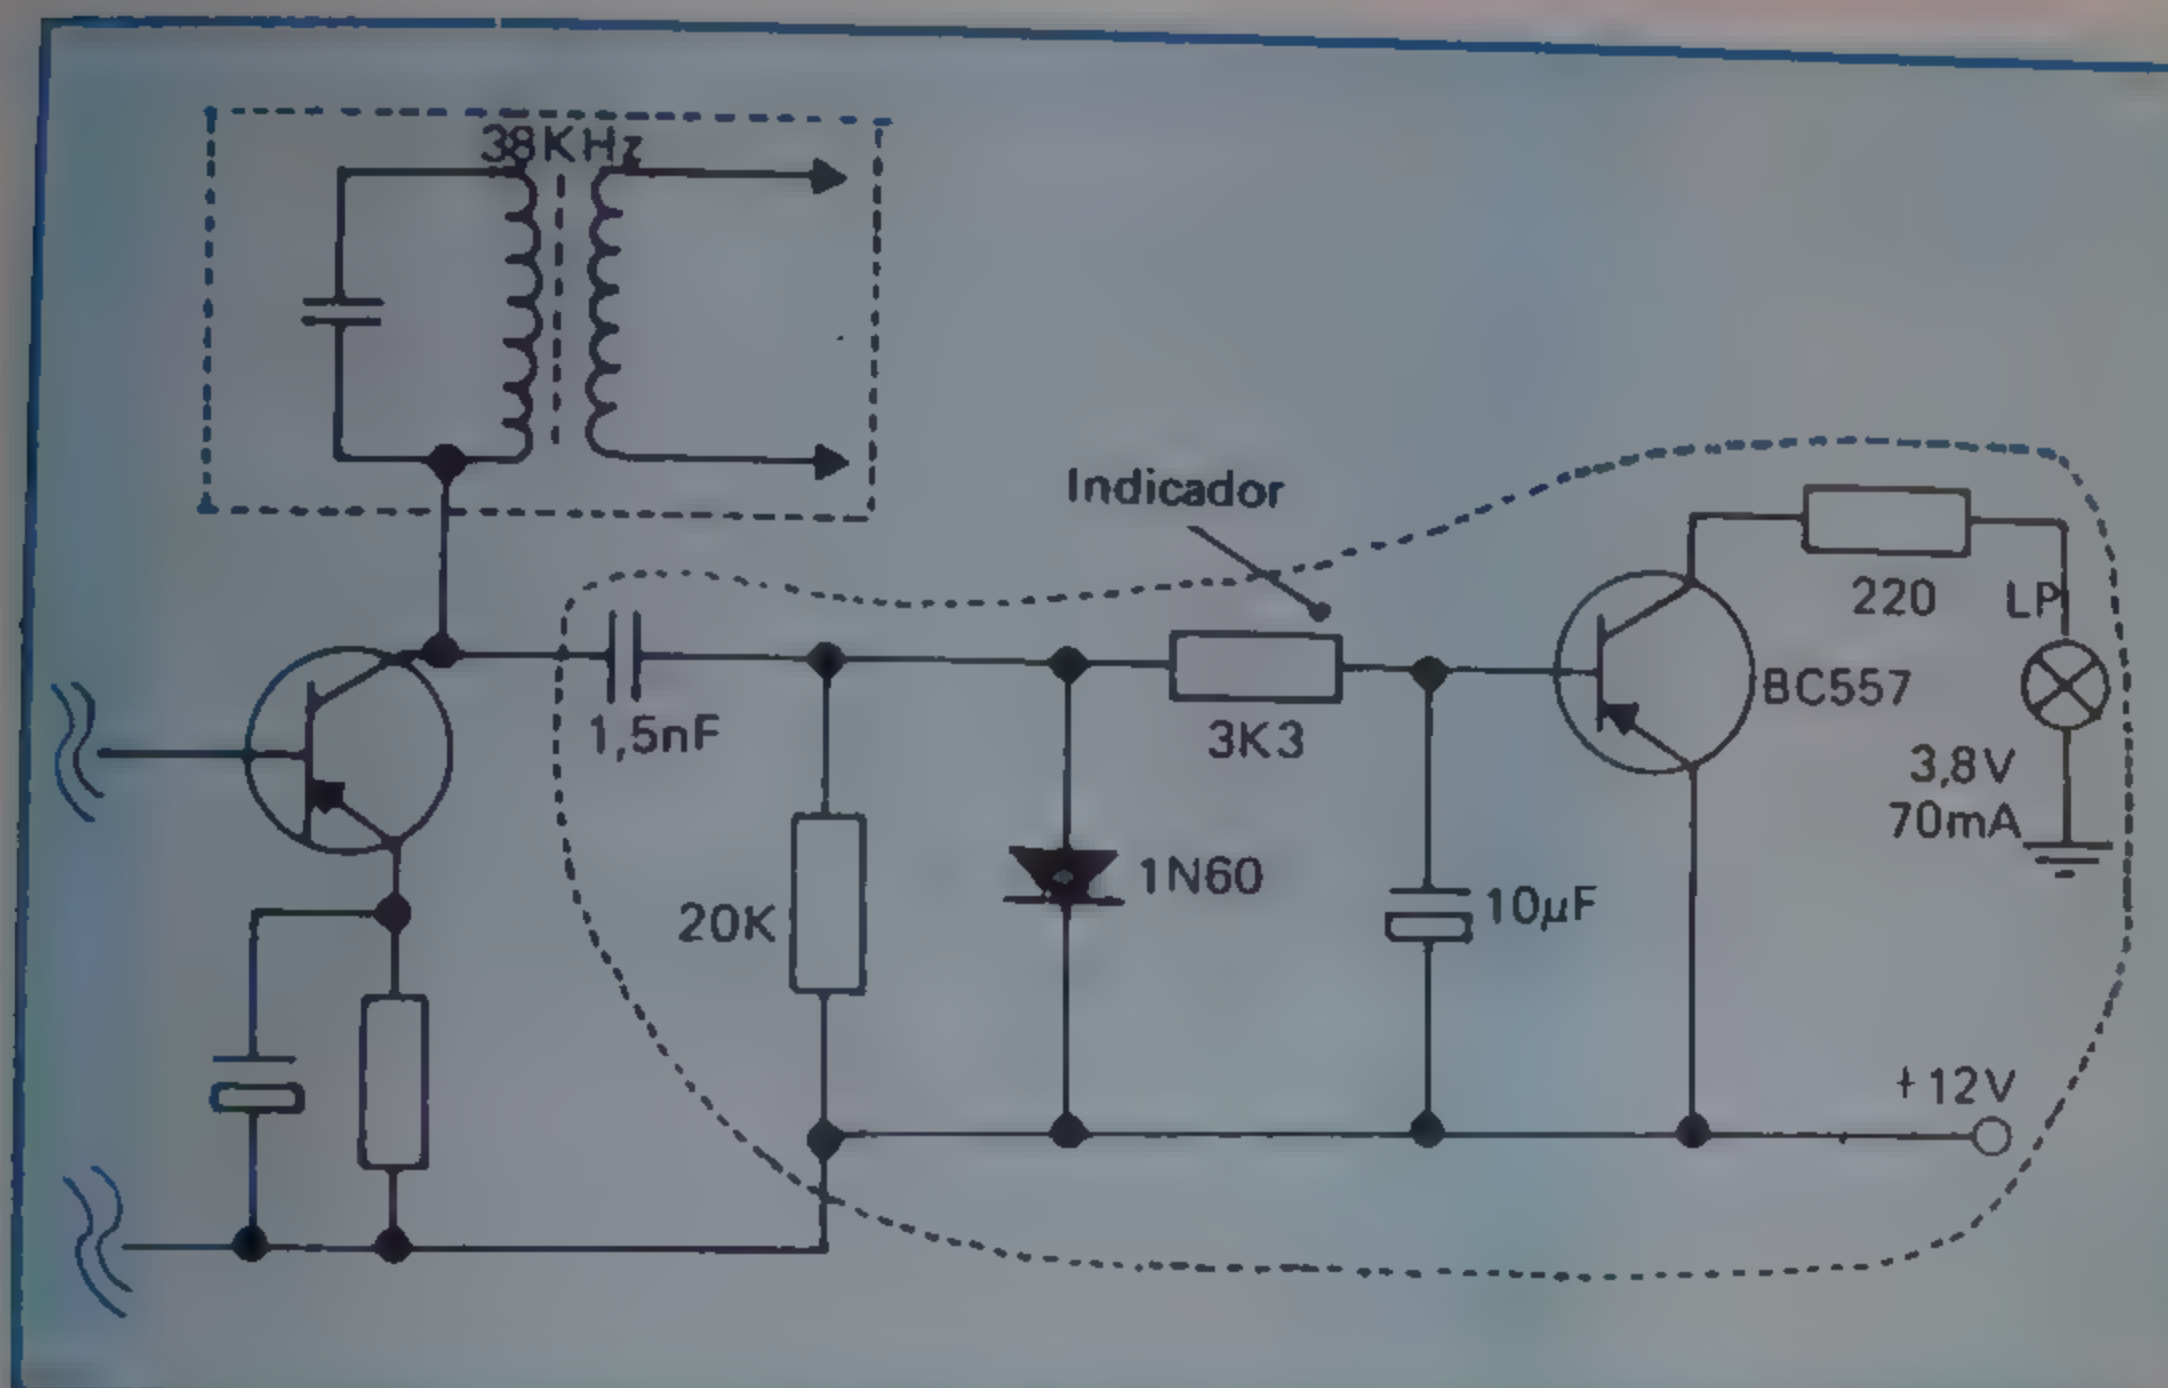 38KHz
Indicador
220
LP
BC557
1,5nF
3K3
3,8V
70mA
1N60
20K
10μF
+12V